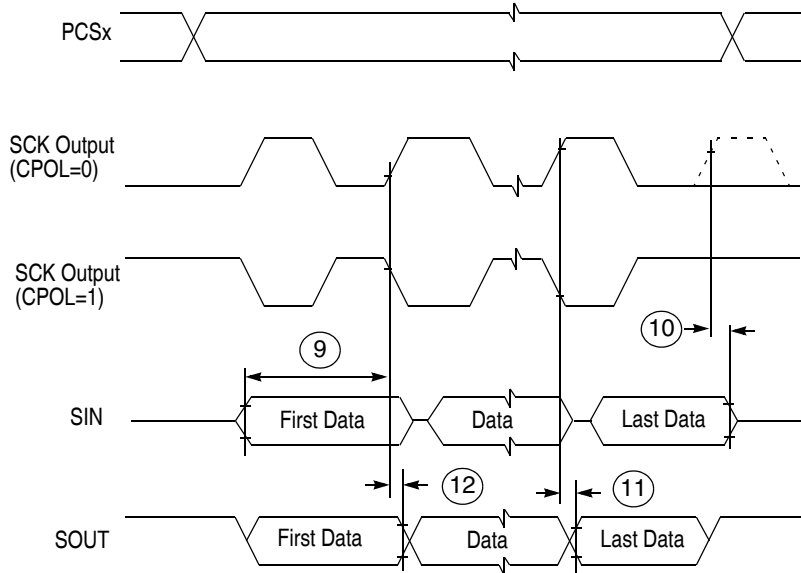 PCSx
SCK Output
(CPOL=0)
SCK Output
(CPOL=1)
10
9
SIN
First Data
Data
Last Data
12
11
SOUT
First Data
Data
Last Data